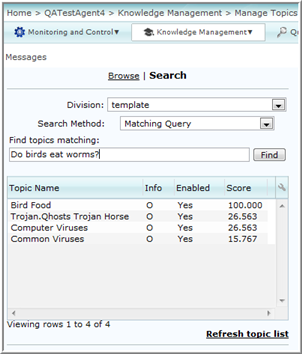 Home > QATestAgent4 > Knowledge Management > Manage Topics
Monitoring and Control▼ Knowledge Management▼
Messages
Browse | Search
Division: template
Search Method: Matching Query
Find topics matching:
Do birds eat worms? Find
Topic Name Info Enabled Score
Bird Food O Yes 100.000
Trojan.Qhosts Trojan Horse O Yes 26.563
Computer Viruses O Yes 26.563
Common Viruses O Yes 15.767
Viewing rows 1 to 4 of 4
Refresh topic list